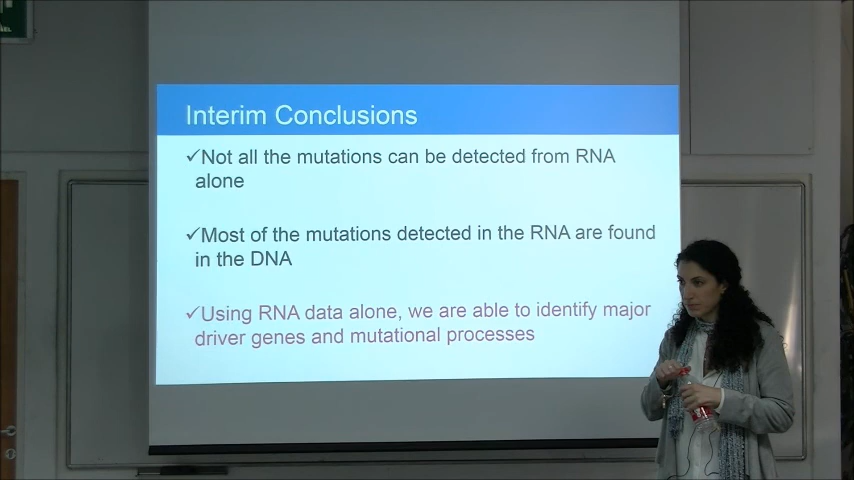 Interim Conclusions
✓Not all the mutations can be detected from RNA
alone
✓Most of the mutations detected in the RNA are found
in the DNA
✓Using RNA data alone, we are able to identify major
driver genes and mutational processes